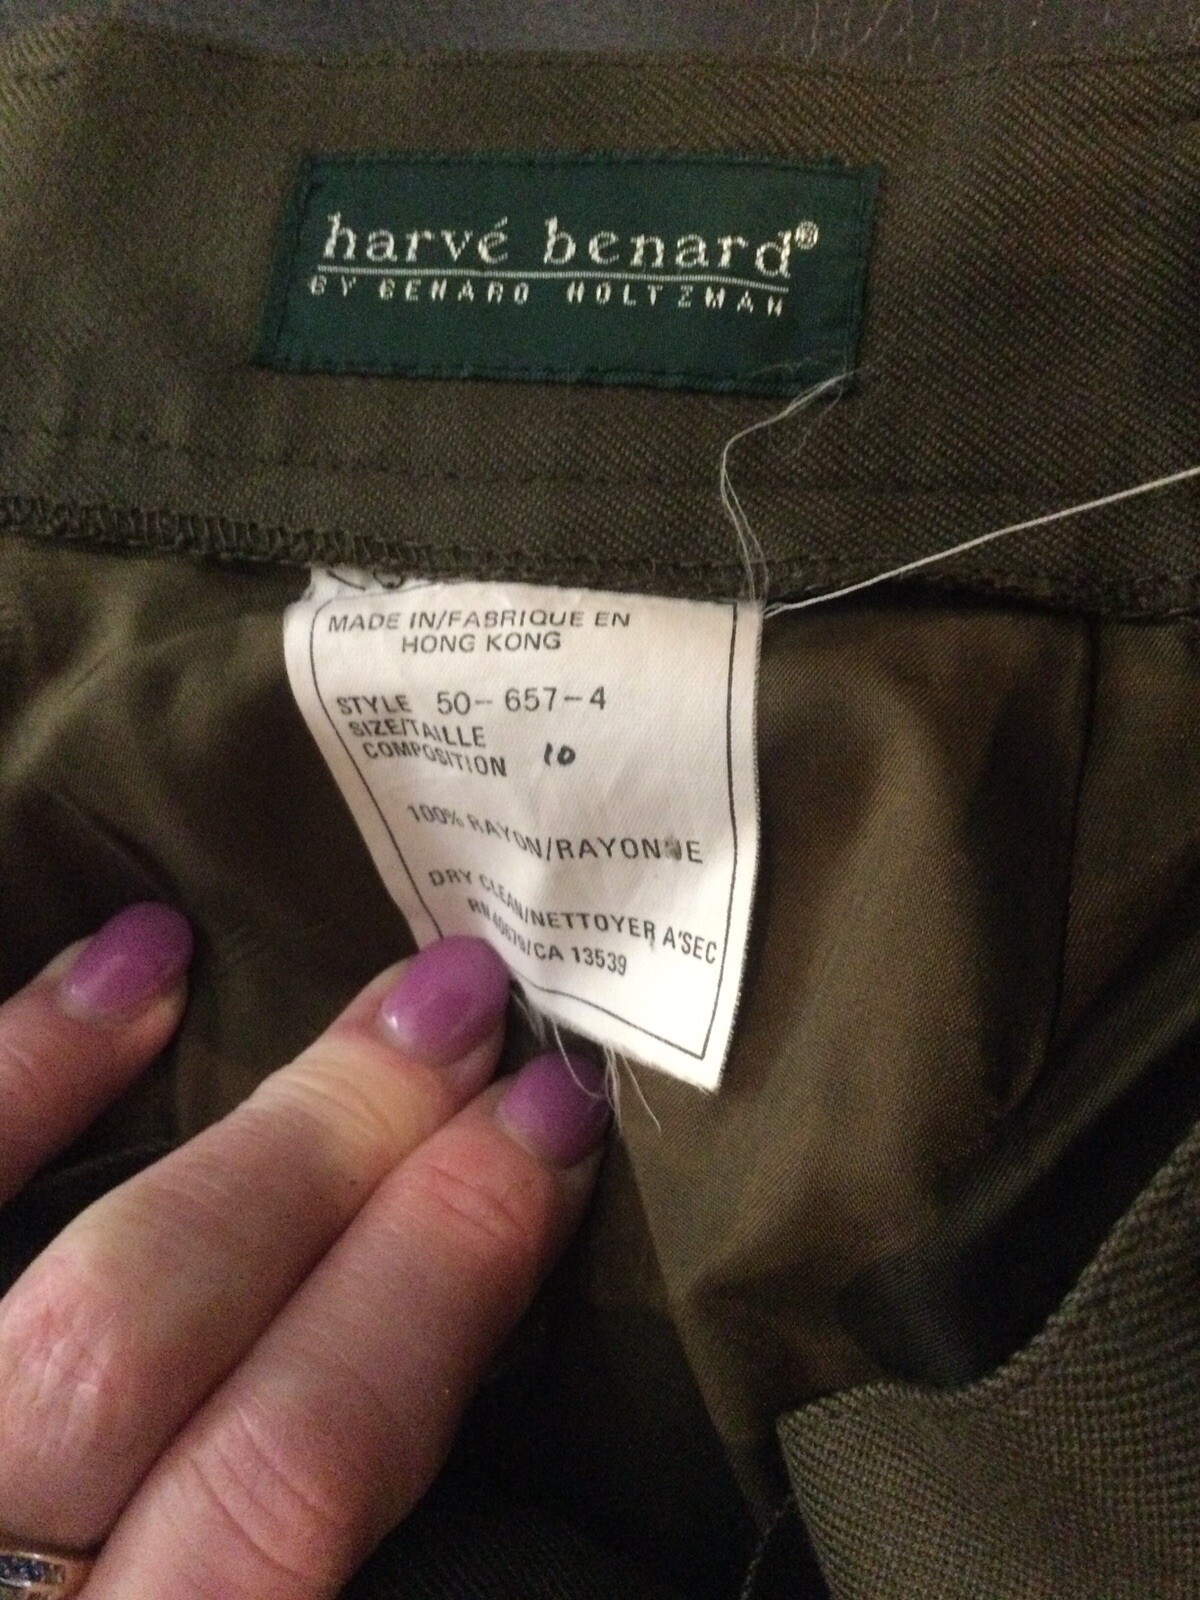 harvé benard®
BY BENARD HOLTZMAN
MADE IN/FABRIQUE EN
HONG KONG
STYLE 50-657-4
SIZE/TAILLE
COMPOSITION 10
100% RAYON/RAYONNE
DRY CLEAN/NETTOYER A'SEC
RN 40679/CA 13539